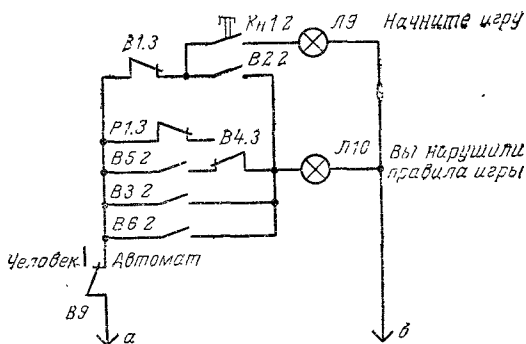 Кн1.2 Л9 Начните игру
В1.3
В2.2
Р1.3
В4.3 Л10 Вы нарушили
В5.2 правила игры
В3.2
В6.2
Человек Автомат
В9
а в